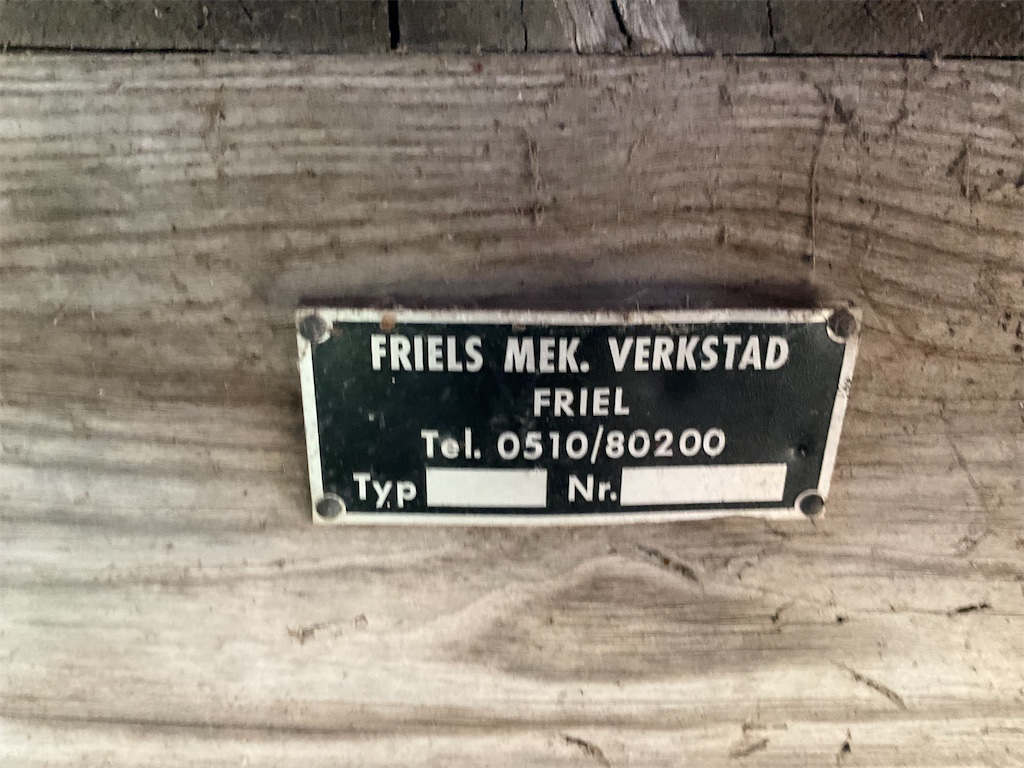 FRIELS MEK. VERKSTAD
FRIEL
Tel. 0510/80200
Typ Nr.